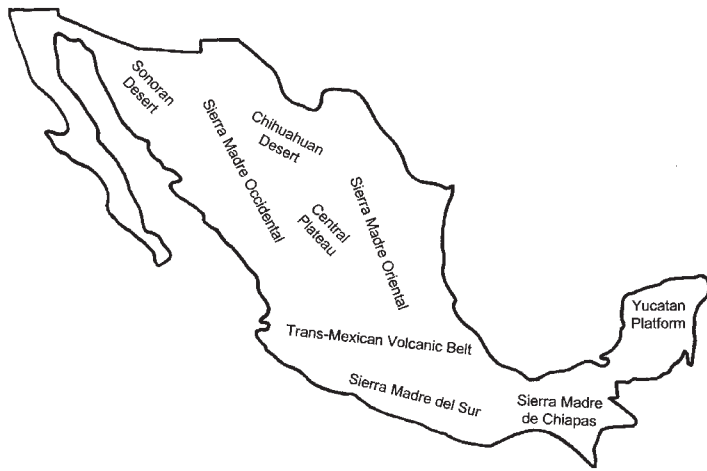 Sonoran
Desert
Chihuahuan
Desert
Sierra Madre Occidental
Central
Plateau
Sierra Madre Oriental
Yucatan
Platform
Trans-Mexican Volcanic Belt
Sierra Madre del Sur
Sierra Madre
de Chiapas